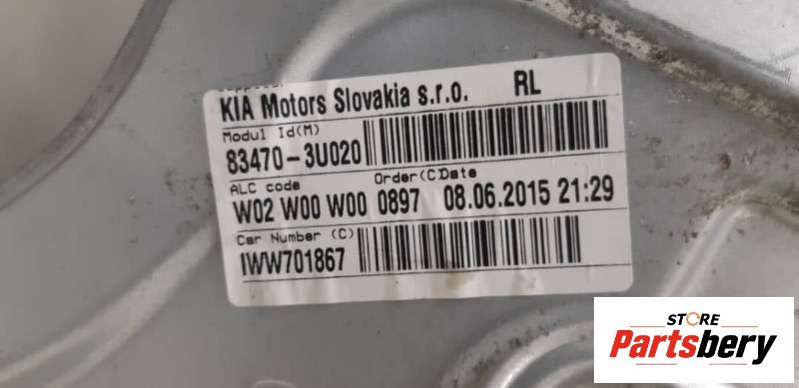 KIA Motors Slovakia s.r.o. RL
Modul Id(M)
83470-3U020
ALC code Order(C)Date
W02 W00 W00 0897 08.06.2015 21:29
Car Number (C)
IWW701867
STORE
Partsbery